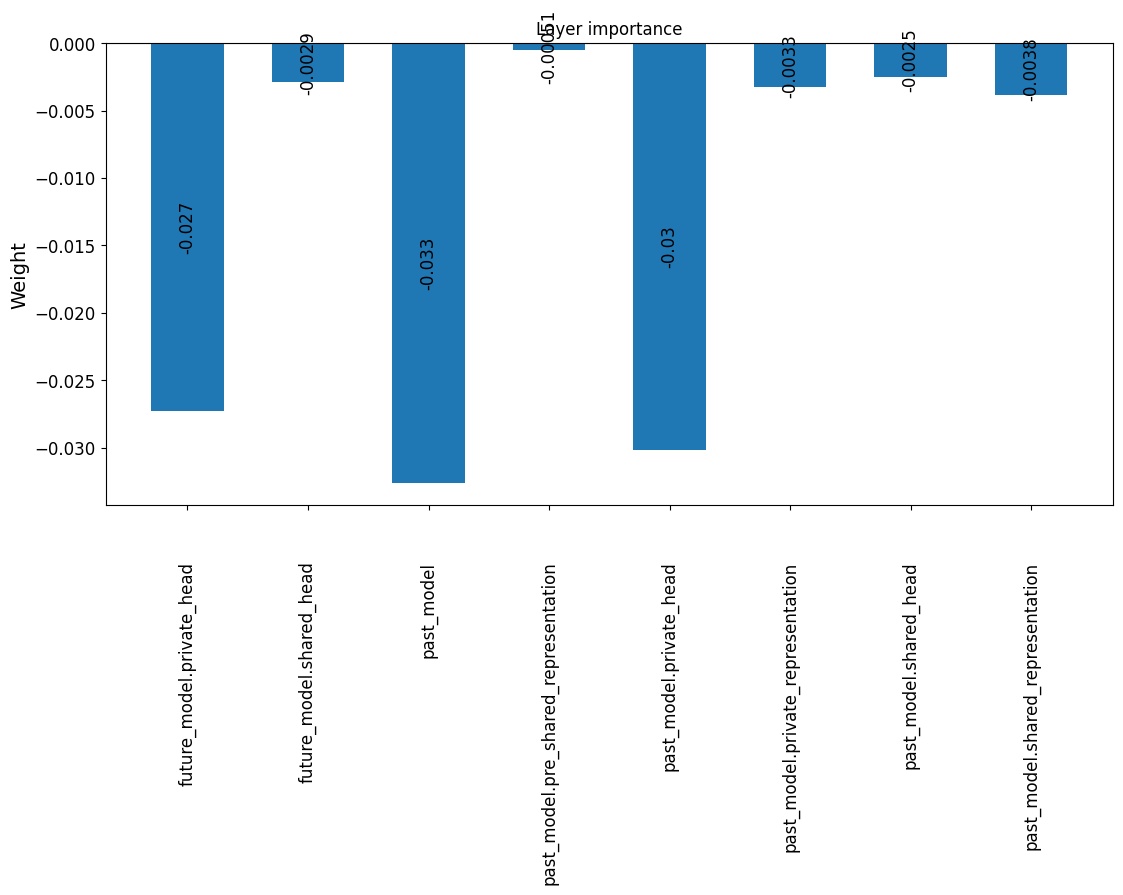 Layer importance
Weight
0.000
−0.005
−0.010
−0.015
−0.020
−0.025
−0.030
-0.027
-0.0029
-0.033
-0.00051
-0.03
-0.0033
-0.0025
-0.0038
future_model.private_head
future_model.shared_head
past_model
past_model.pre_shared_representation
past_model.private_head
past_model.private_representation
past_model.shared_head
past_model.shared_representation